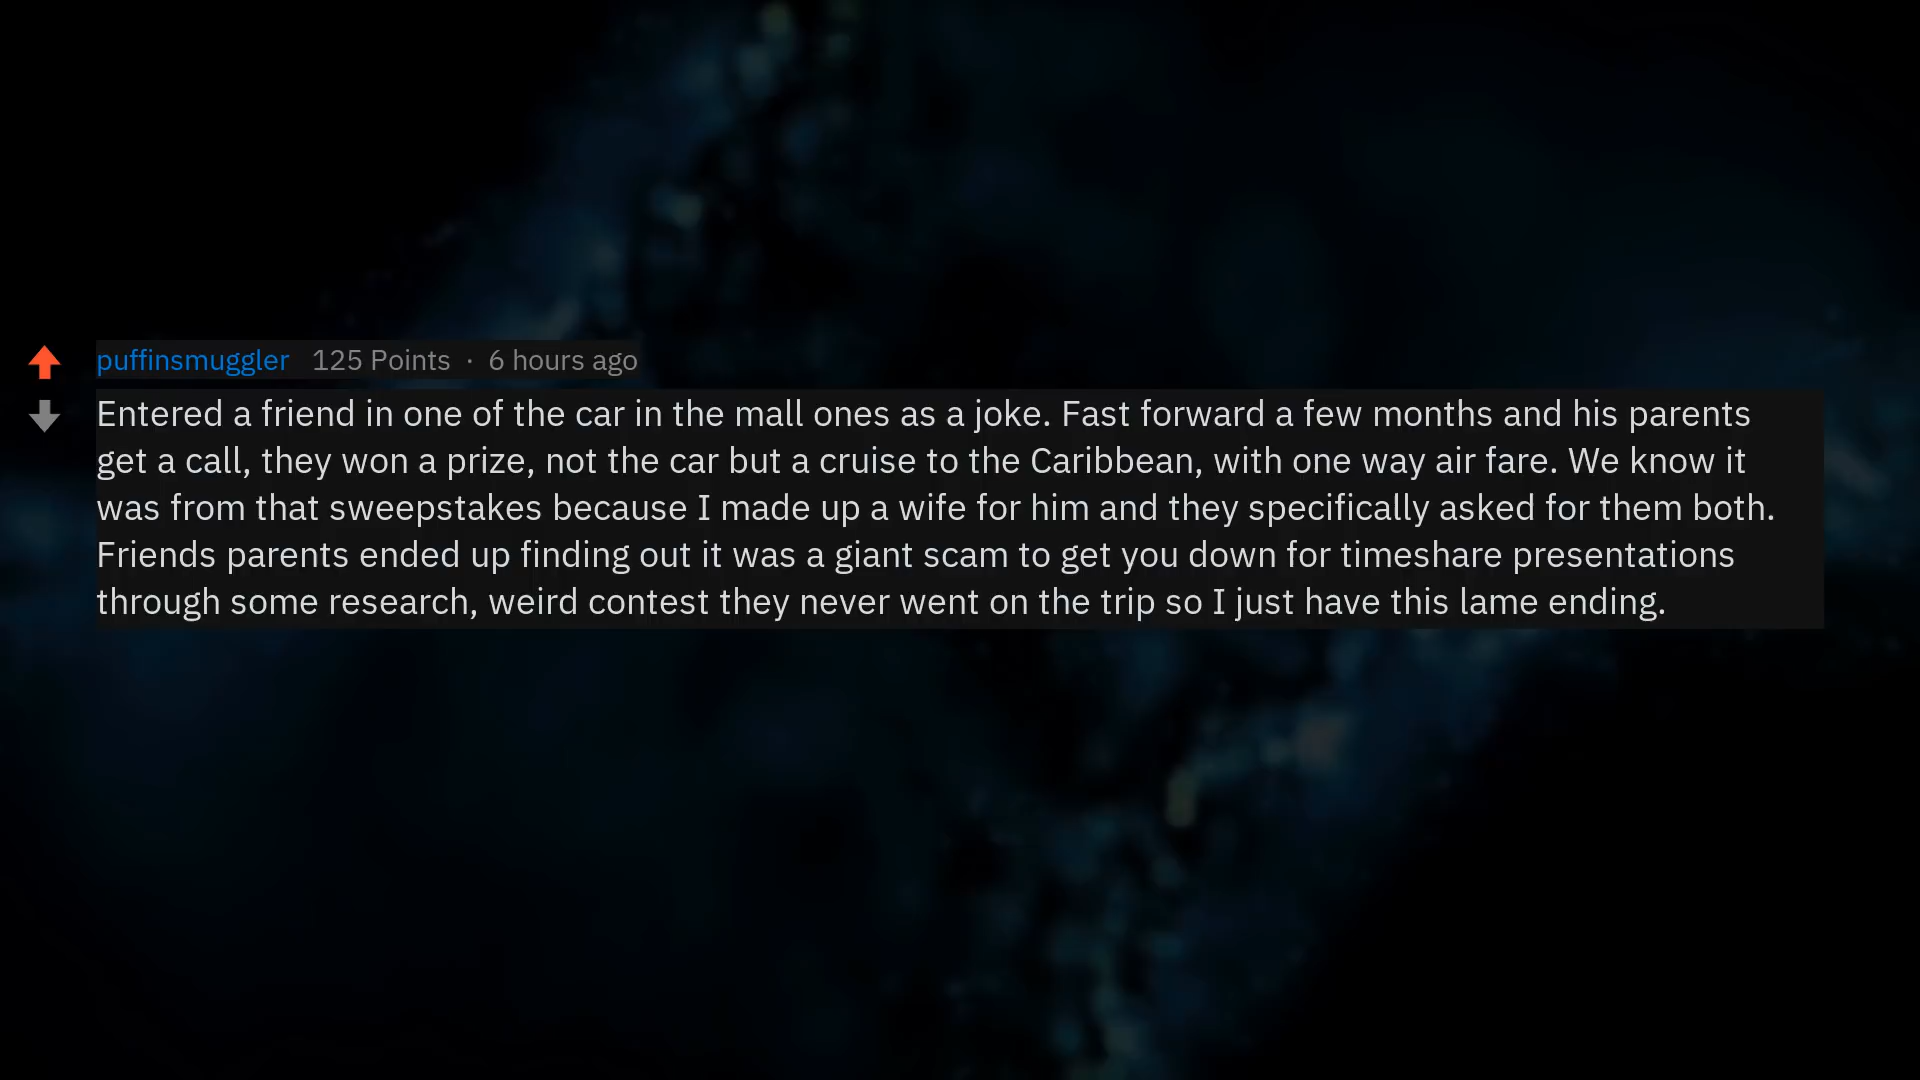 puffinsmuggler 125 Points · 6 hours ago
Entered a friend in one of the car in the mall ones as a joke. Fast forward a few months and his parents
get a call, they won a prize, not the car but a cruise to the Caribbean, with one way air fare. We know it
was from that sweepstakes because I made up a wife for him and they specifically asked for them both.
Friends parents ended up finding out it was a giant scam to get you down for timeshare presentations
through some research, weird contest they never went on the trip so I just have this lame ending.